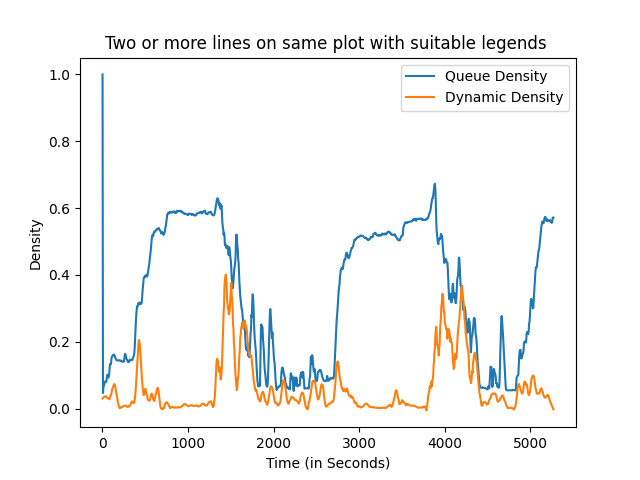 Two or more lines on same plot with suitable legends
Queue Density
Dynamic Density
Density
1.0
0.8
0.6
0.4
0.2
0.0
0 1000 2000 3000 4000 5000
Time (in Seconds)